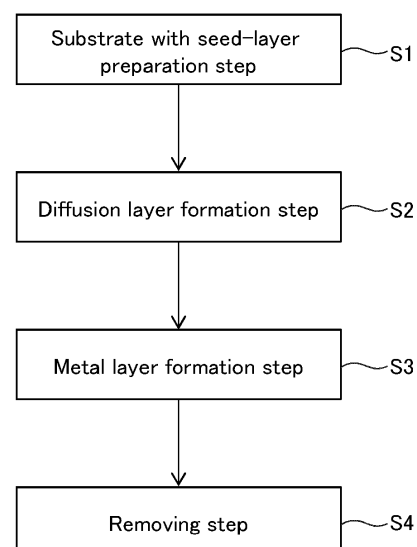 Substrate with seed-layer
preparation step
S1
Diffusion layer formation step
S2
Metal layer formation step
S3
Removing step
S4